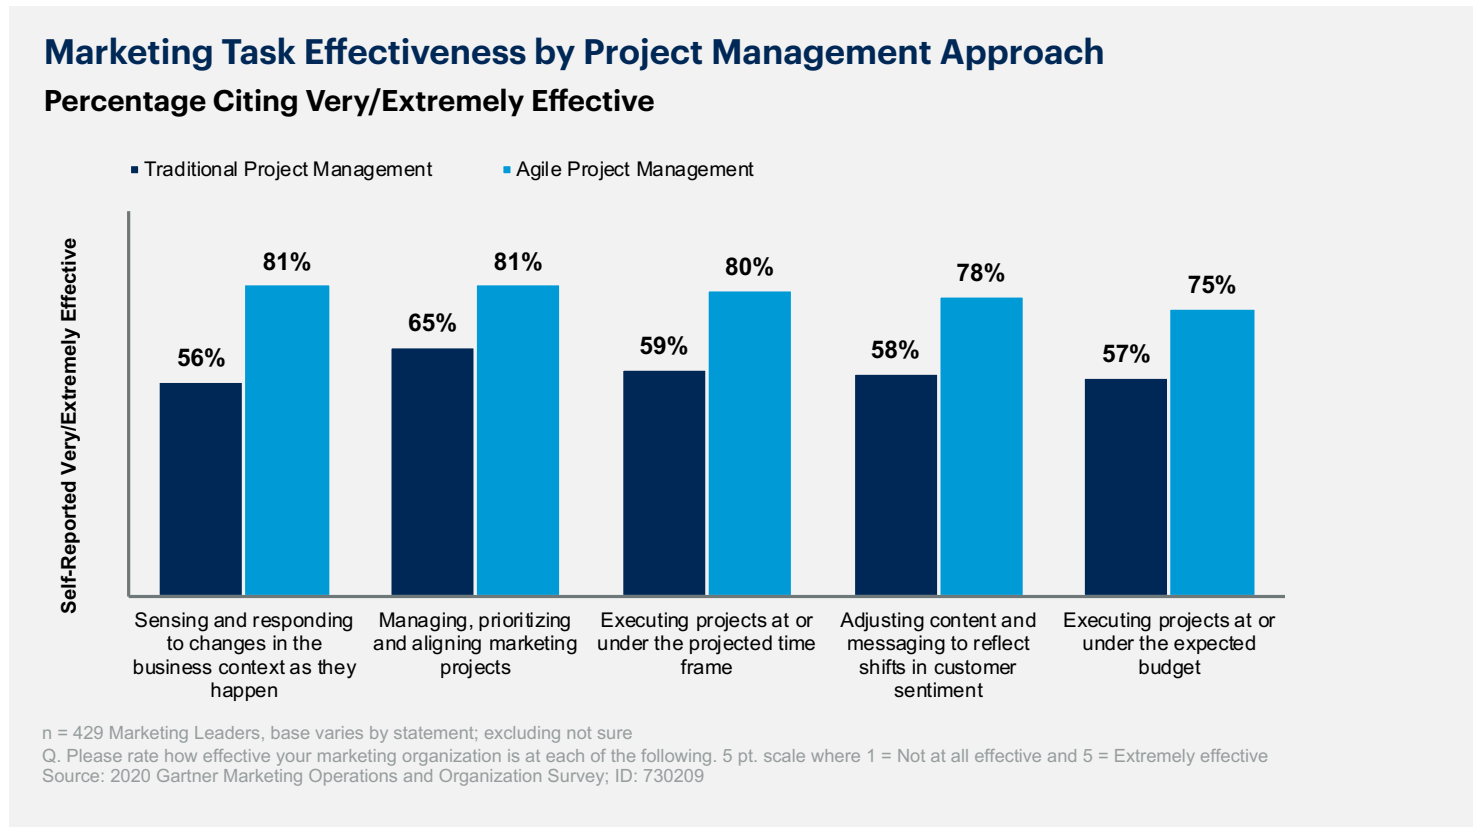 Marketing Task Effectiveness by Project Management Approach
Percentage Citing Very/Extremely Effective
Traditional Project Management
Agile Project Management
Self-Reported Very/Extremely Effective
56%
81%
65%
81%
59%
80%
58%
78%
57%
75%
Sensing and responding
to changes in the
business context as they
happen
Managing, prioritizing
and aligning marketing
projects
Executing projects at or
under the projected time
frame
Adjusting content and
messaging to reflect
shifts in customer
sentiment
Executing projects at or
under the expected
budget
n = 429 Marketing Leaders, base varies by statement; excluding not sure
Q. Please rate how effective your marketing organization is at each of the following. 5 pt. scale where 1 = Not at all effective and 5 = Extremely effective
Source: 2020 Gartner Marketing Operations and Organization Survey; ID: 730209